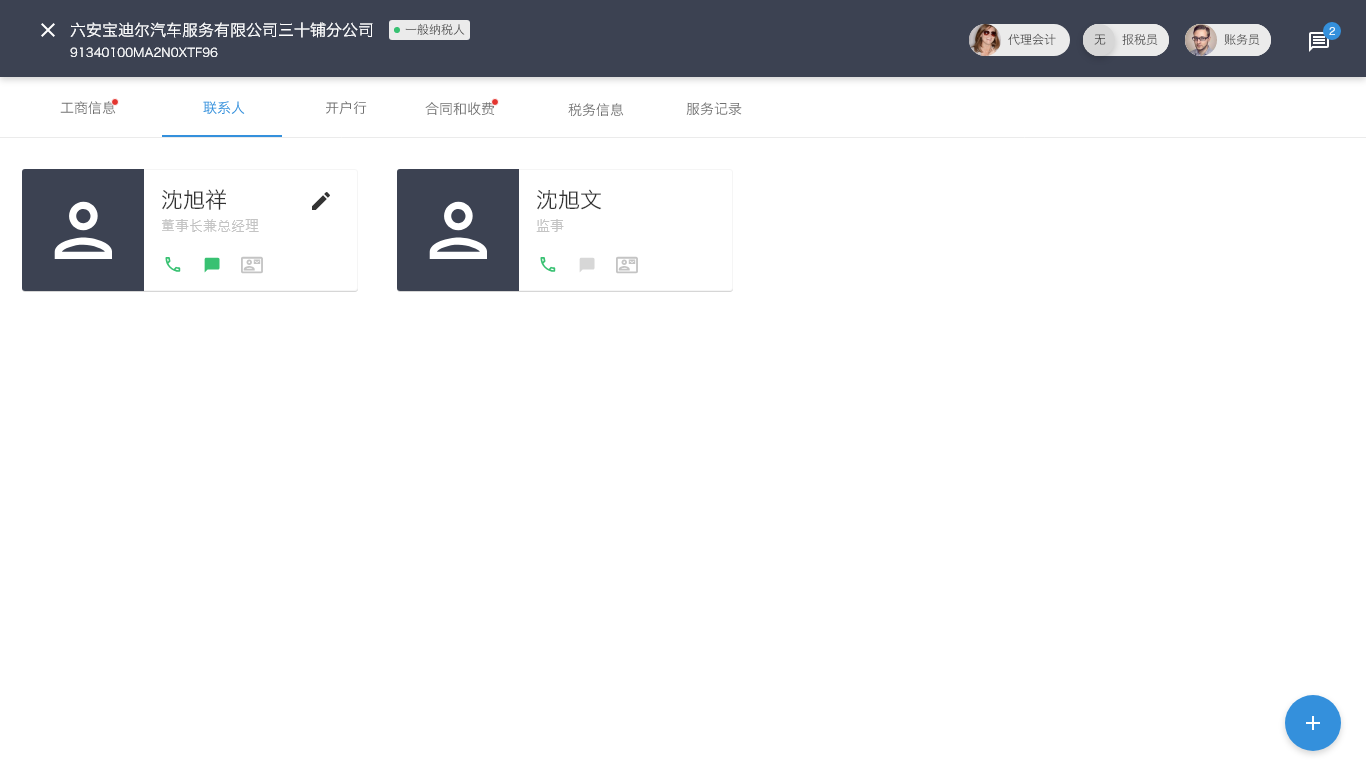 六安宝迪尔汽车服务有限公司三十铺分公司
一般纳税人
91340100MA2N0XTF96
代理会计
无
报税员
账务员
2
工商信息
联系人
开户行
合同和收费
税务信息
服务记录
沈旭祥
董事长兼总经理
沈旭文
监事